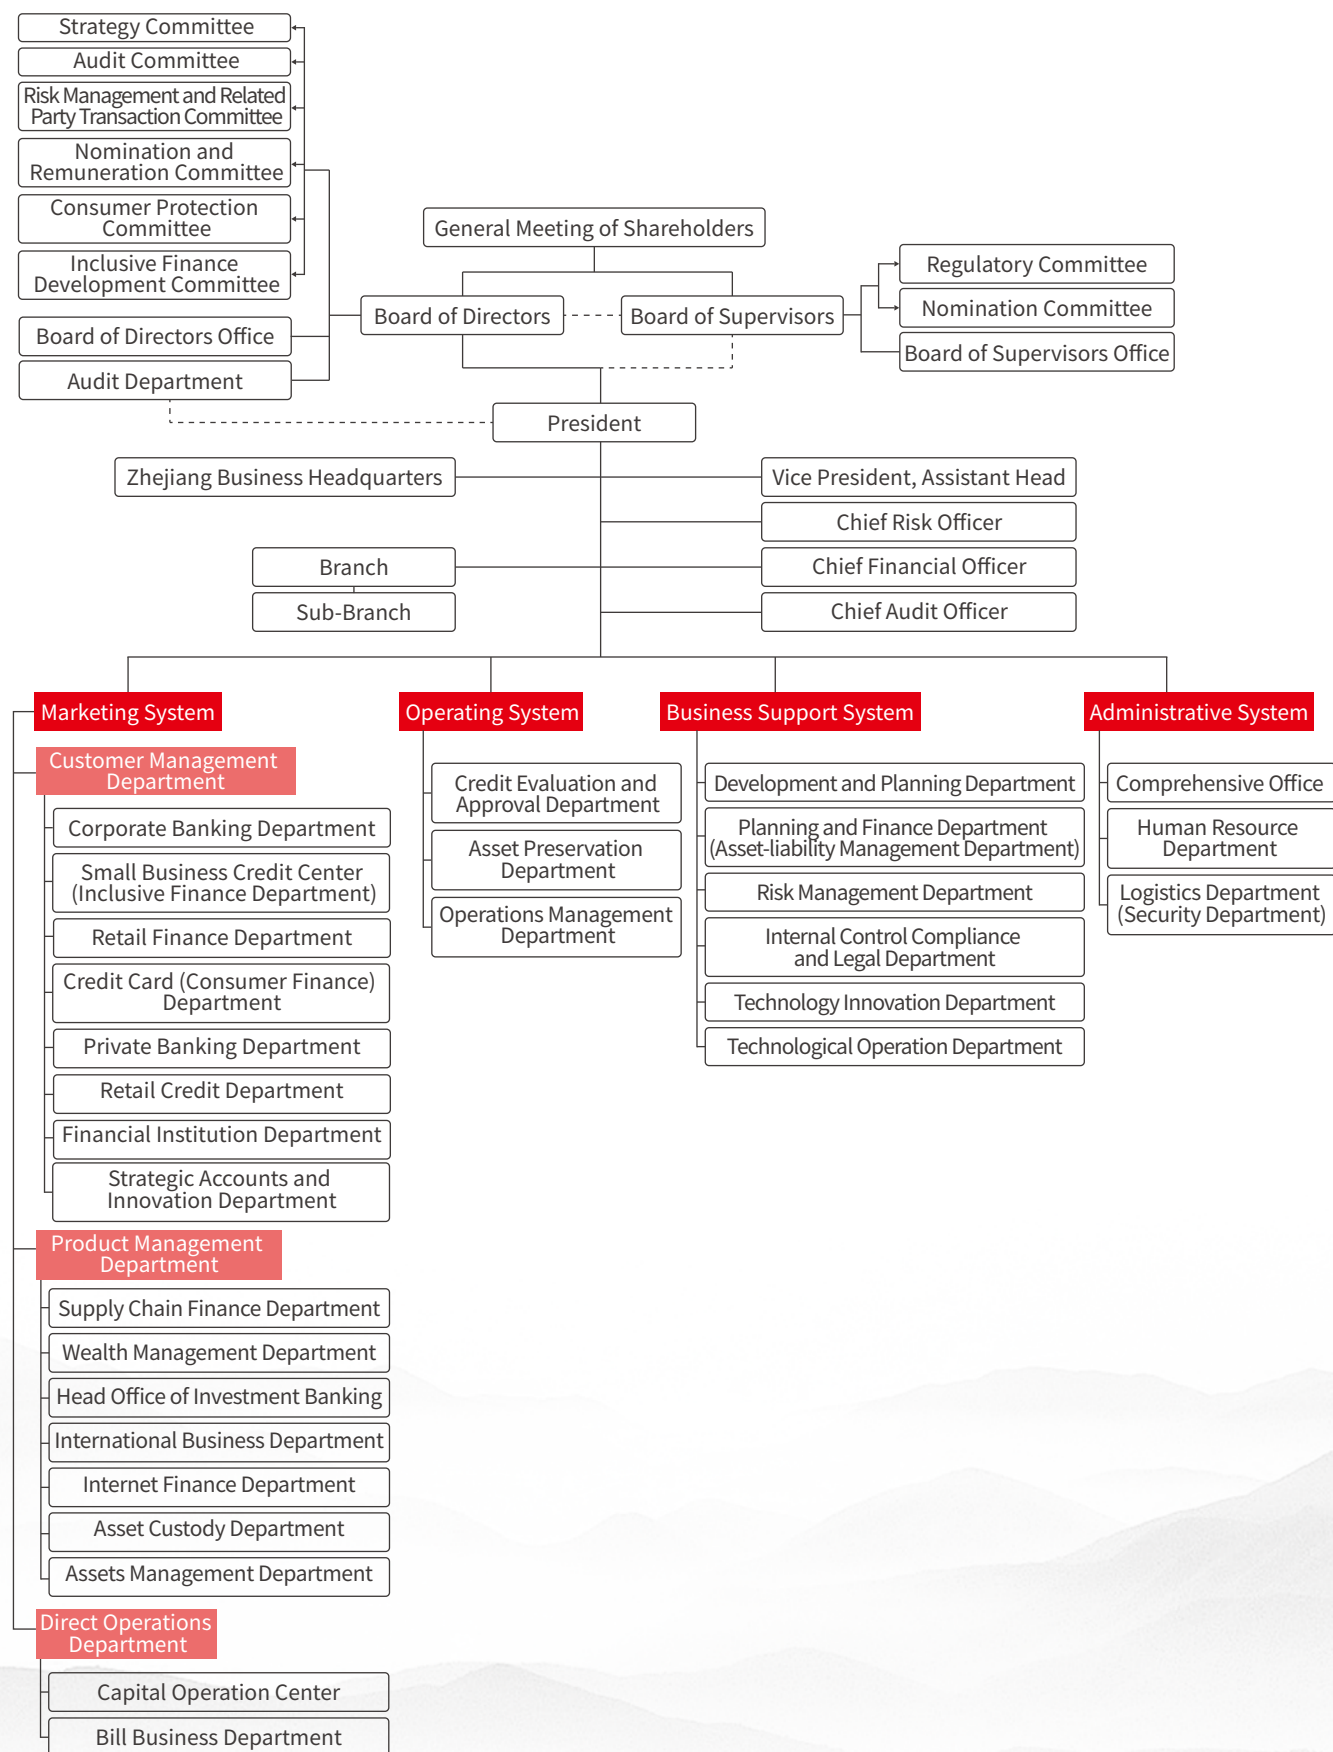 Strategy Committee
Audit Committee
Risk Management and Related
Party Transaction Committee
Nomination and
Remuneration Committee
Consumer Protection
Committee
Inclusive Finance
Development Committee
Board of Directors Office
Audit Department
General Meeting of Shareholders
Board of Directors
Board of Supervisors
Regulatory Committee
Nomination Committee
Board of Supervisors Office
President
Zhejiang Business Headquarters
Vice President, Assistant Head
Chief Risk Officer
Branch
Chief Financial Officer
Sub-Branch
Chief Audit Officer
Marketing System
Customer Management
Department
Corporate Banking Department
Small Business Credit Center
(Inclusive Finance Department)
Retail Finance Department
Credit Card (Consumer Finance)
Department
Private Banking Department
Retail Credit Department
Financial Institution Department
Strategic Accounts and
Innovation Department
Product Management
Department
Supply Chain Finance Department
Wealth Management Department
Head Office of Investment Banking
International Business Department
Internet Finance Department
Asset Custody Department
Assets Management Department
Direct Operations
Department
Capital Operation Center
Bill Business Department
Operating System
Credit Evaluation and
Approval Department
Asset Preservation
Department
Operations Management
Department
Business Support System
Development and Planning Department
Planning and Finance Department
(Asset-liability Management Department)
Risk Management Department
Internal Control Compliance
and Legal Department
Technology Innovation Department
Technological Operation Department
Administrative System
Comprehensive Office
Human Resource
Department
Logistics Department
(Security Department)